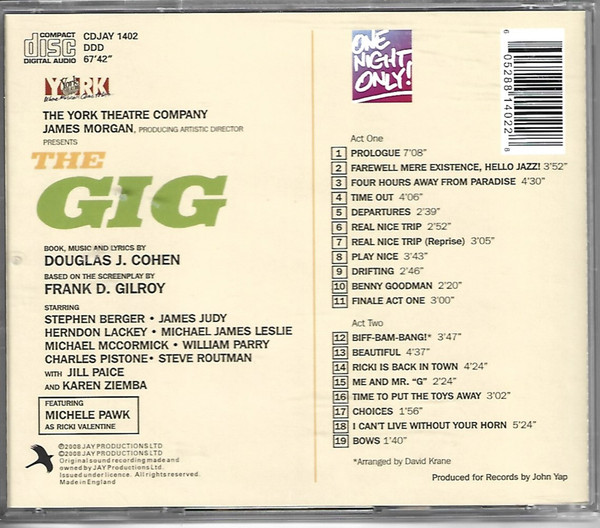 COMPACT
disc
DIGITAL AUDIO
CDJAY 1402
DDD
67'42"
YORK
THE YORK THEATRE COMPANY
JAMES MORGAN, PRODUCING ARTISTIC DIRECTOR
PRESENTS
THE
GIG
BOOK, MUSIC AND LYRICS BY
DOUGLAS J. COHEN
BASED ON THE SCREENPLAY BY
FRANK D. GILROY
STARRING
STEPHEN BERGER • JAMES JUDY
HERNDON LACKEY • MICHAEL JAMES LESLIE
MICHAEL MCCORMICK • WILLIAM PARRY
CHARLES PISTONE • STEVE ROUTMAN
WITH JILL PAICE
AND KAREN ZIEMBA
FEATURING
MICHELE PAWK
AS RICKI VALENTINE
℗2008 JAY PRODUCTIONS LTD
©2008 JAY PRODUCTIONS LTD
Original sound recording made and
owned by JAY Productions Ltd.
Issued under licence. All rights reserved.
Made in England
ONE
NIGHT
ONLY!
6 05288 14022 6
Act One
1 PROLOGUE 7'08"
2 FAREWELL MERE EXISTENCE, HELLO JAZZ! 3'52"
3 FOUR HOURS AWAY FROM PARADISE 4'30"
4 TIME OUT 4'06"
5 DEPARTURES 2'39"
6 REAL NICE TRIP 2'52"
7 REAL NICE TRIP (Reprise) 3'05"
8 PLAY NICE 3'43"
9 DRIFTING 2'46"
10 BENNY GOODMAN 2'20"
11 FINALE ACT ONE 3'00"
Act Two
12 BIFF-BAM-BANG!* 3'47"
13 BEAUTIFUL 4'37"
14 RICKI IS BACK IN TOWN 4'24"
15 ME AND MR. "G" 2'24"
16 TIME TO PUT THE TOYS AWAY 3'02"
17 CHOICES 1'56"
18 I CAN'T LIVE WITHOUT YOUR HORN 5'24"
19 BOWS 1'40"
*Arranged by David Krane
Produced for Records by John Yap